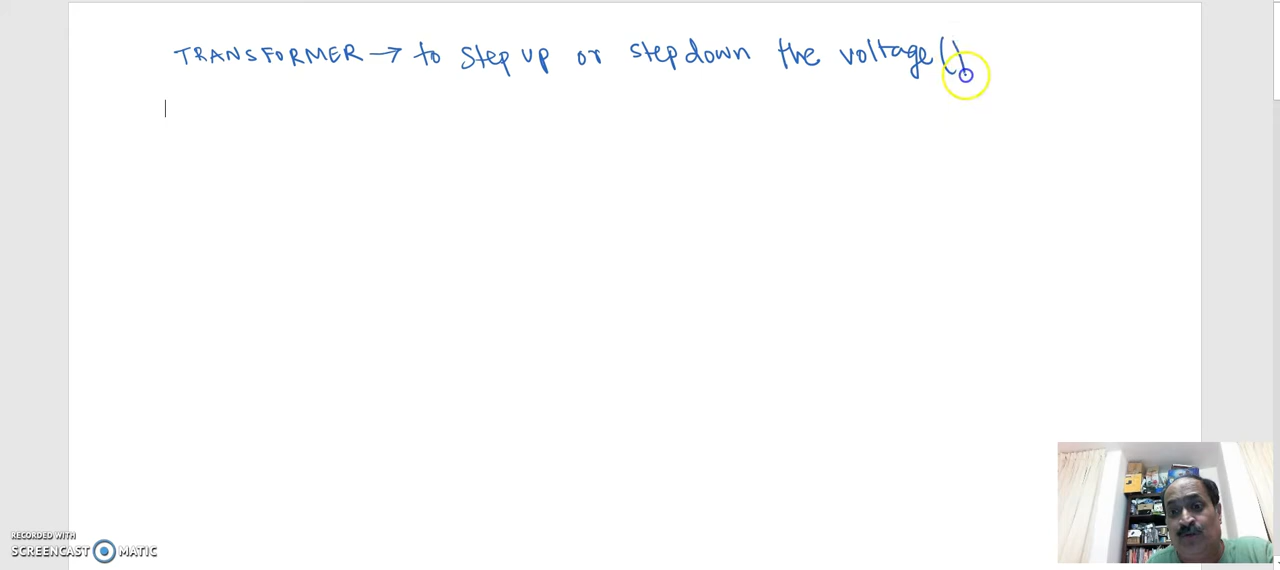 TRANSFORMER → to step up or step down the voltage (
RECORDED WITH
SCREENCAST MATIC